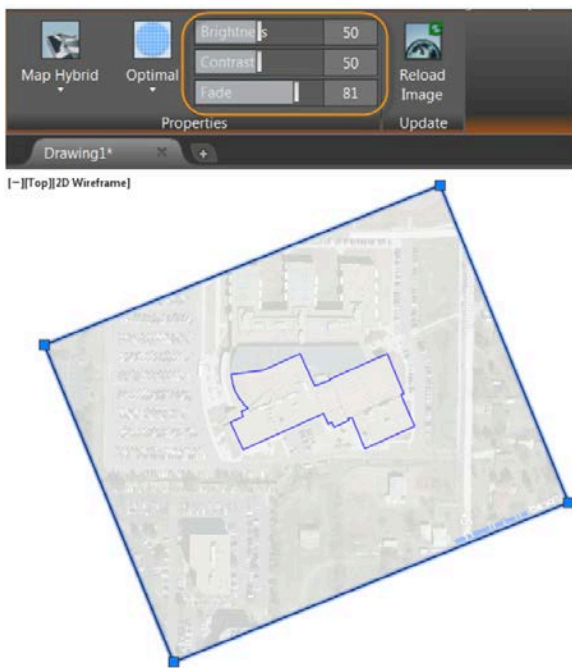 Brightness 50
Contrast 50
Fade 81
Map Hybrid Optimal Reload Image
Properties Update
Drawing1*
[−][Top][2D Wireframe]